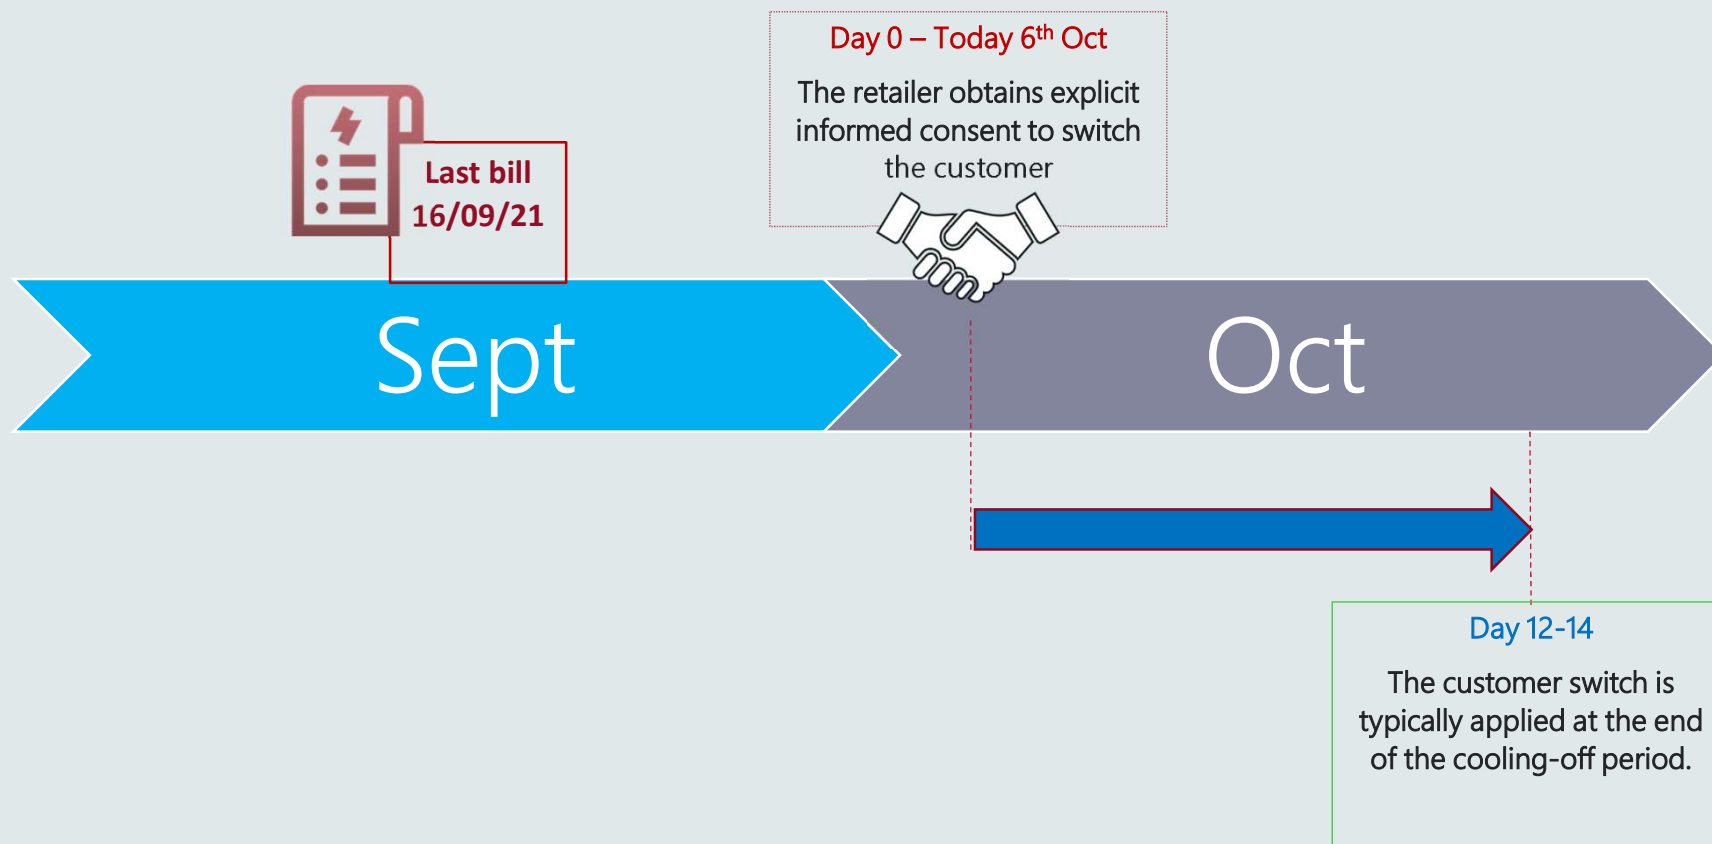 Day 0 – Today 6th Oct
The retailer obtains explicit
informed consent to switch
the customer
Last bill
16/09/21
Sept
Oct
Day 12-14
The customer switch is
typically applied at the end
of the cooling-off period.